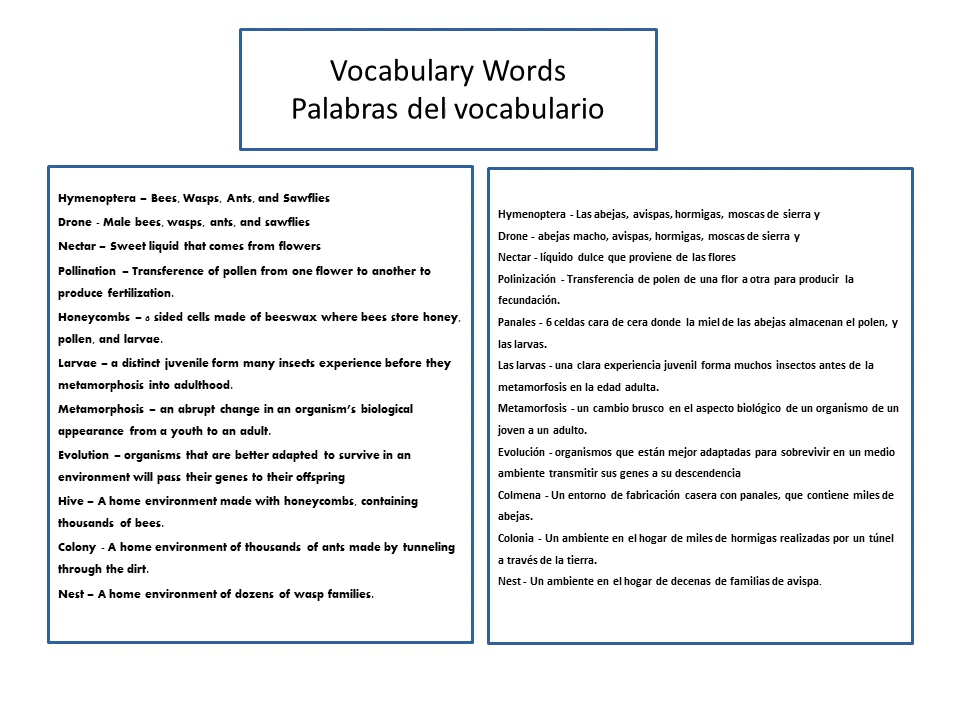 Vocabulary Words
Palabras del vocabulario
Hymenoptera – Bees, Wasps, Ants, and Sawflies
Drone - Male bees, wasps, ants, and sawflies
Nectar – Sweet liquid that comes from flowers
Pollination – Transference of pollen from one flower to another to
produce fertilization.
Honeycombs – 6 sided cells made of beeswax where bees store honey,
pollen, and larvae.
Larvae – a distinct juvenile form many insects experience before they
metamorphosis into adulthood.
Metamorphosis – an abrupt change in an organism's biological
appearance from a youth to an adult.
Evolution – organisms that are better adapted to survive in an
environment will pass their genes to their offspring
Hive – A home environment made with honeycombs, containing
thousands of bees.
Colony - A home environment of thousands of ants made by tunneling
through the dirt.
Nest – A home environment of dozens of wasp families.
Hymenoptera - Las abejas, avispas, hormigas, moscas de sierra y
Drone - abejas macho, avispas, hormigas, moscas de sierra y
Nectar - líquido dulce que proviene de las flores
Polinización - Transferencia de polen de una flor a otra para producir la
fecundación.
Panales - 6 celdas cara de cera donde la miel de las abejas almacenan el polen, y
las larvas.
Las larvas - una clara experiencia juvenil forma muchos insectos antes de la
metamorfosis en la edad adulta.
Metamorfosis - un cambio brusco en el aspecto biológico de un organismo de un
joven a un adulto.
Evolución - organismos que están mejor adaptadas para sobrevivir en un medio
ambiente transmitir sus genes a su descendencia
Colmena - Un entorno de fabricación casera con panales, que contiene miles de
abejas.
Colonia - Un ambiente en el hogar de miles de hormigas realizadas por un túnel
a través de la tierra.
Nest - Un ambiente en el hogar de decenas de familias de avispa.